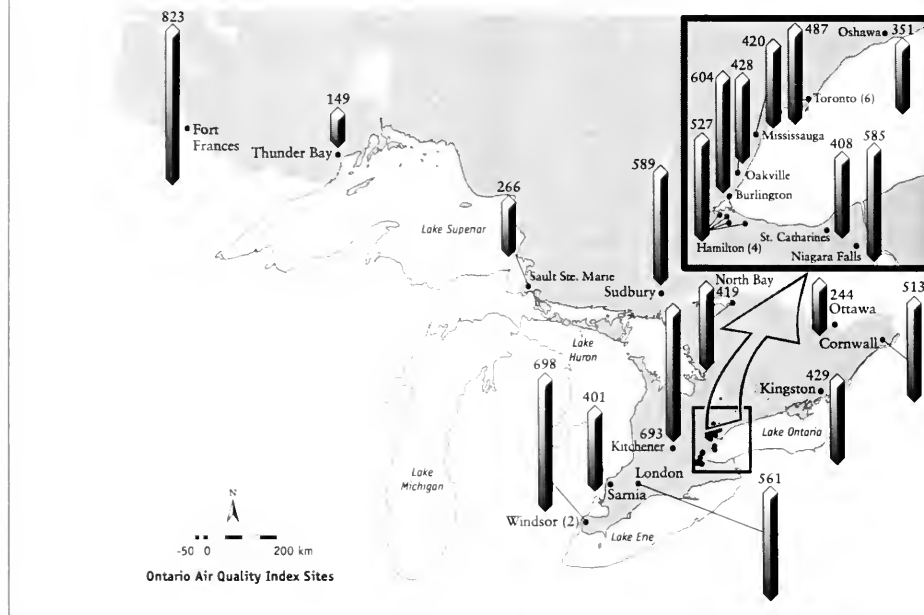 823
Fort
Frances
149
Thunder Bay
266
Lake Superiar
Sault Ste. Marie
589
Sudbury
North Bay
419
244
Ottawa
513
Cornwall
Kingston
429
Lake
Huron
698
401
693
Kitchener
Lake Ontario
Lake
Michigan
London
Sarnia
561
Windsor (2)
Lake Ene
487
Oshawa
351
420
428
604
527
Toronto (6)
Mississauga
408
585
Oakville
Burlington
St. Catharines
Hamilton (4)
Niagara Falls
N
-50 0 200 km
Ontario Air Quality Index Sites